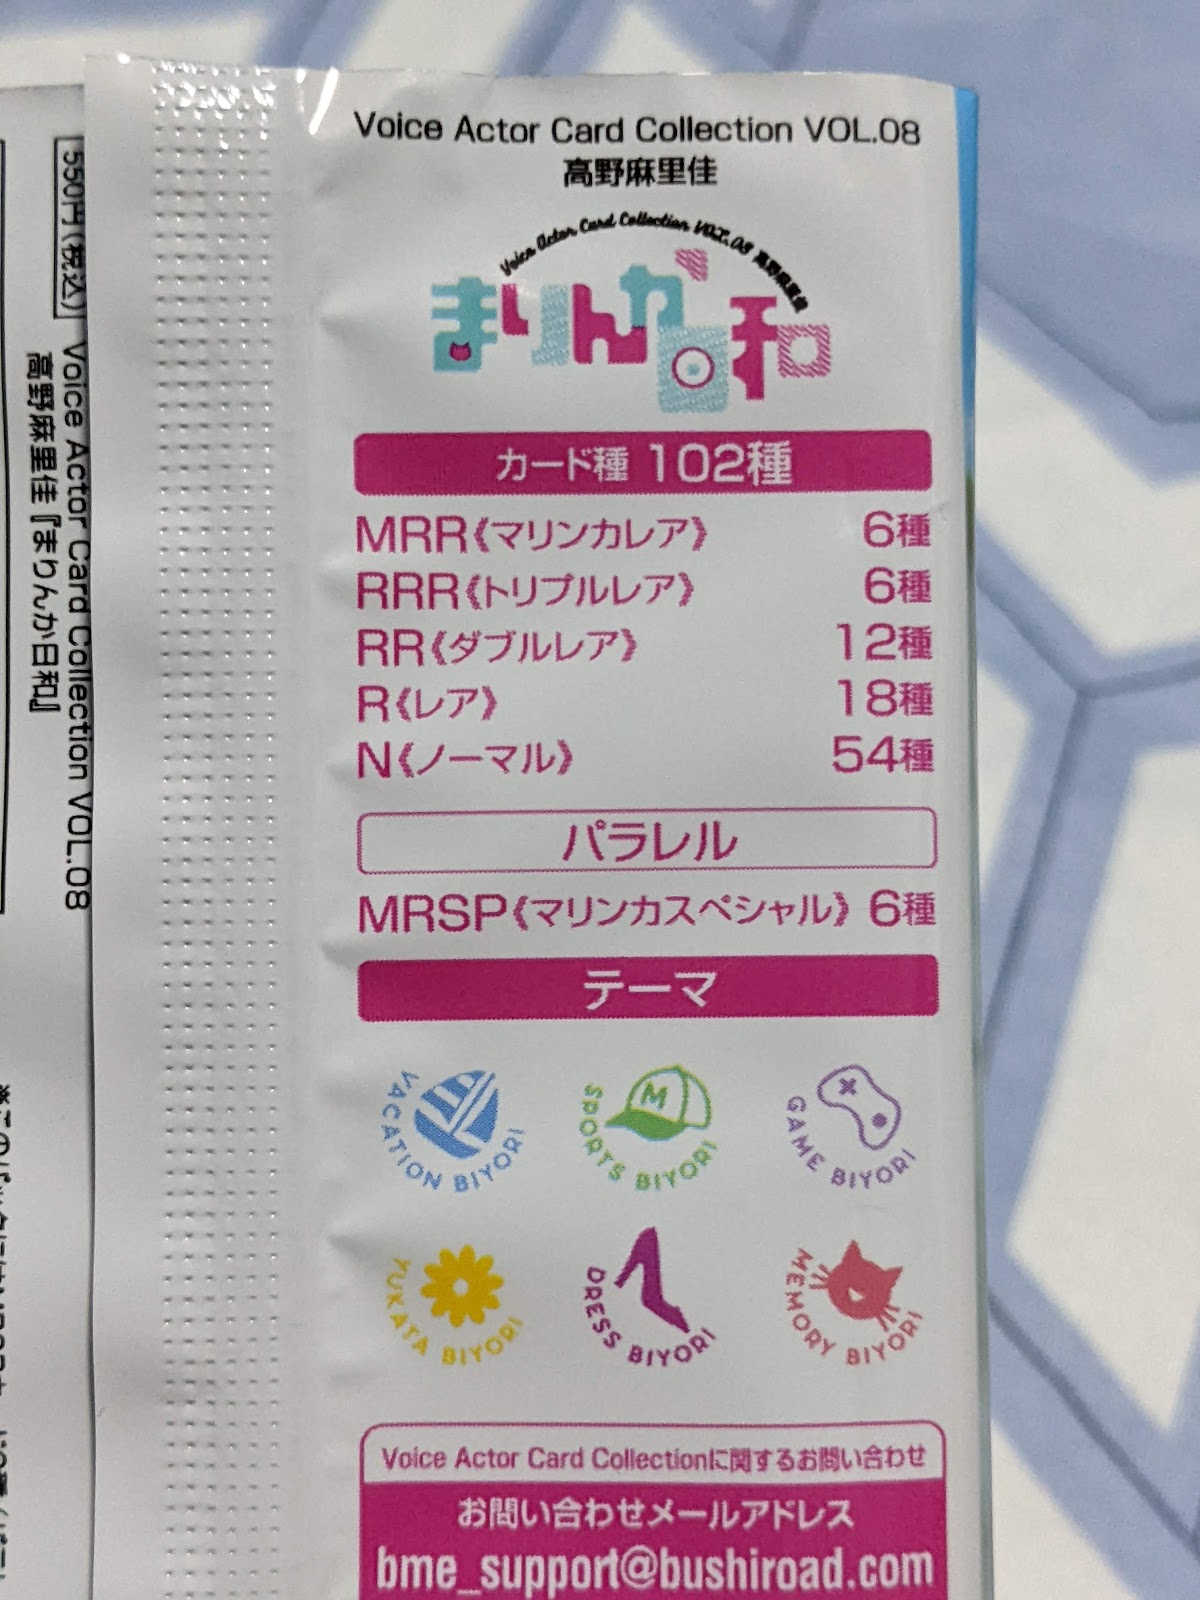 Voice Actor Card Collection VOL.08
高野麻里佳
Voice Actor Card Collection VOL.08 高野麻里佳
まりんか日和
カード種 102種
MRR《マリンカレア》 6種
RRR《トリプルレア》 6種
RR《ダブルレア》 12種
R《レア》 18種
N《ノーマル》 54種
パラレル
MRSP《マリンカスペシャル》 6種
テーマ
VACATION BIYORI
M
SPORTS BIYORI
GAME BIYORI
YUKATA BIYORI
DRESS BIYORI
MEMORY BIYORI
Voice Actor Card Collectionに関するお問い合わせ
お問い合わせメールアドレス
bme_support@bushiroad.com
550円(税込) Voice Actor Card Collection VOL.08
高野麻里佳『まりんか日和』